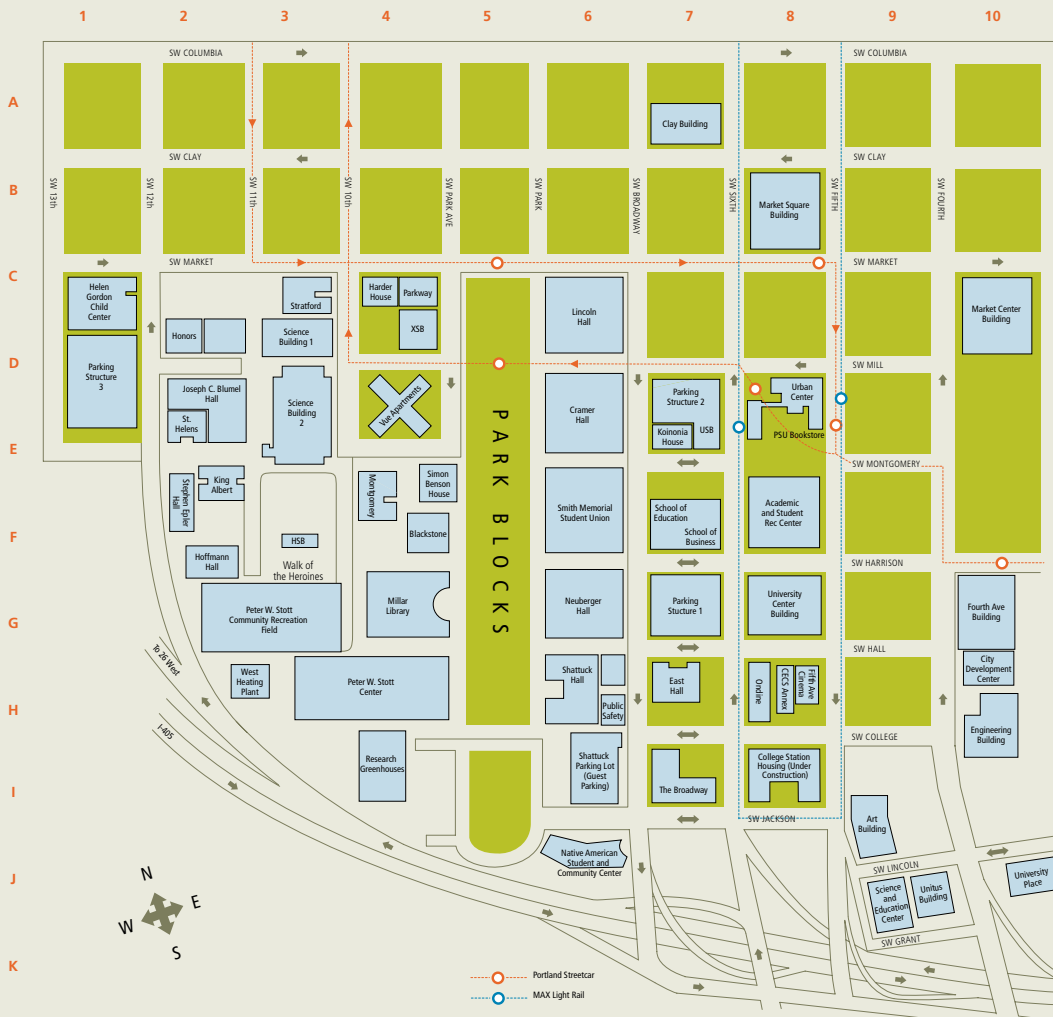 1 2 3 4 5 6 7 8 9 10
SW COLUMBIA
SW COLUMBIA
A
Clay Building
SW CLAY
SW CLAY
B
SW 13th
SW 12th
SW 11th
SW 10th
SW PARK AVE
SW PARK
SW BROADWAY
SW SIXTH
SW FIFTH
SW FOURTH
Market Square
Building
SW MARKET
SW MARKET
C
Helen
Gordon
Child
Center
Stratford
Harder
House
Parkway
XSB
Lincoln
Hall
Market Center
Building
Honors
Science
Building 1
D
SW MILL
Parking
Structure
3
Joseph C. Blumel
Hall
St.
Helens
Science
Building
2
Vue Apartments
PARK BLOCKS
Cramer
Hall
Parking
Structure 2
Koinonia
House
USB
Urban
Center
PSU Bookstore
E
SW MONTGOMERY
Stephen Epler
Hall
King
Albert
Montgomery
Simon
Benson
House
Blackstone
Smith Memorial
Student Union
School of
Education
School of
Business
Academic
and Student
Rec Center
F
HSB
Hoffmann
Hall
Walk of
the Heroines
SW HARRISON
Peter W. Stott
Community Recreation
Field
Millar
Library
Neuberger
Hall
Parking
Stucture 1
University
Center
Building
Fourth Ave
Building
G
SW HALL
To 26 West
West
Heating
Plant
Peter W. Stott
Center
Shattuck
Hall
Public
Safety
East
Hall
Ondine
CECS Annex
Fifth Ave
Cinema
City
Development
Center
H
I-405
Engineering
Building
SW COLLEGE
Research
Greenhouses
Shattuck
Parking Lot
(Guest
Parking)
The Broadway
College Station
Housing (Under
Construction)
I
SW JACKSON
Art
Building
Native American
Student and
Community Center
J
SW LINCOLN
University
Place
Science
and
Education
Center
Unitus
Building
SW GRANT
N
E
W
S
K
Portland Streetcar
MAX Light Rail